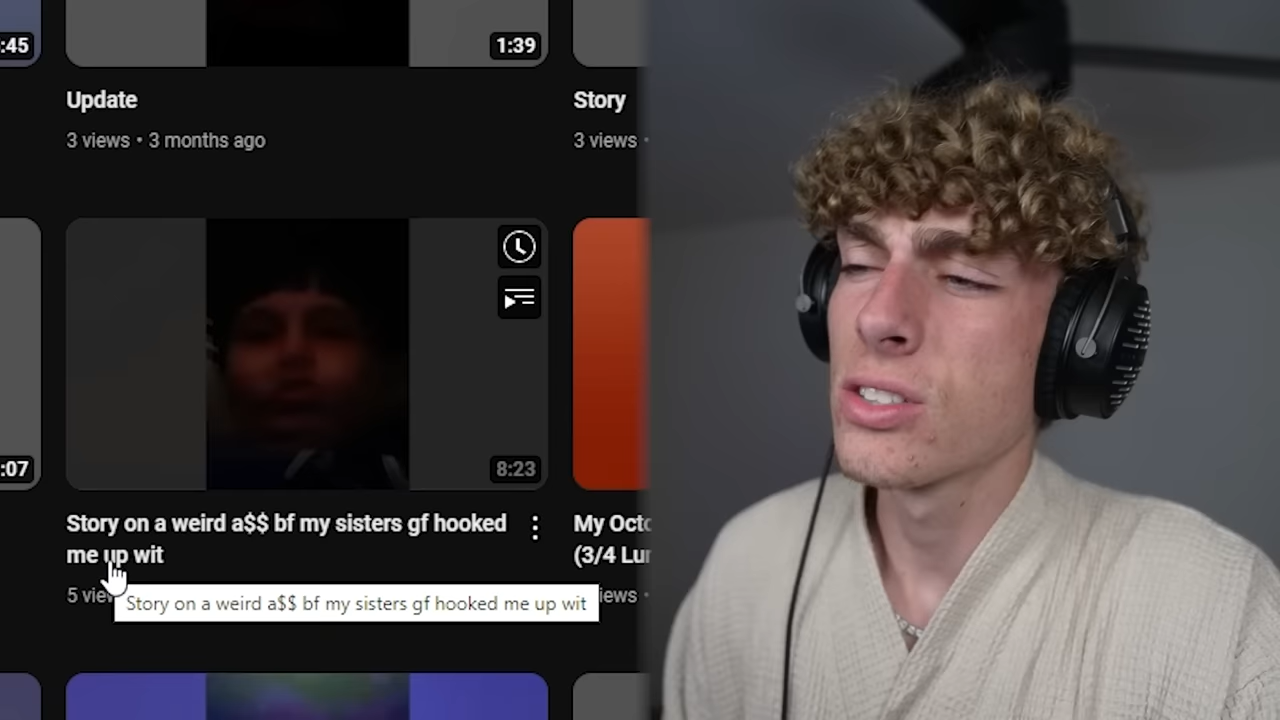 :45
1:39
Update
Story
3 views • 3 months ago
3 views •
:07
8:23
Story on a weird a$$ bf my sisters gf hooked
me up wit
My Octo
(3/4 Lun
5 view
iews •
Story on a weird a$$ bf my sisters gf hooked me up wit